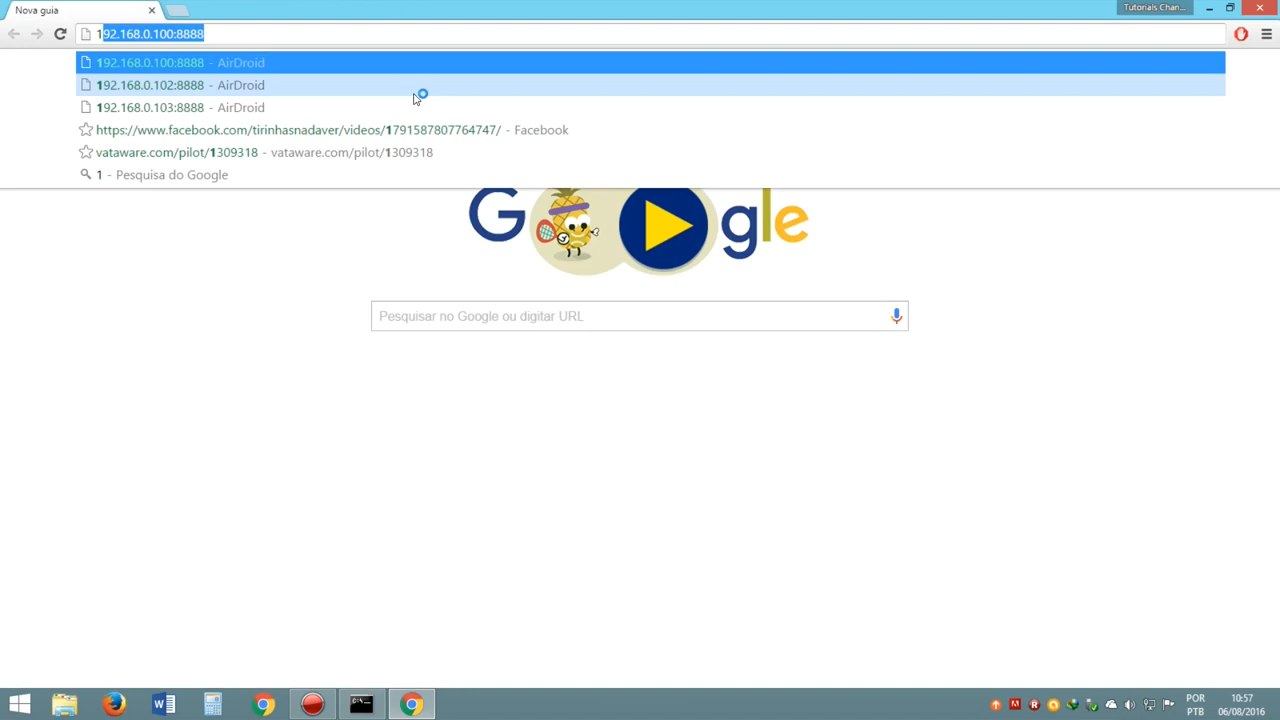 Nova guia
Tutorials Chan...
192.168.0.100:8888
192.168.0.100:8888 - AirDroid
192.168.0.102:8888 - AirDroid
192.168.0.103:8888 - AirDroid
https://www.facebook.com/tirinhasnadaver/videos/1791587807764747/ - Facebook
vataware.com/pilot/1309318 - vataware.com/pilot/1309318
1 - Pesquisa do Google
G gle
Pesquisar no Google ou digitar URL
POR 10:57
PTB 06/08/2016